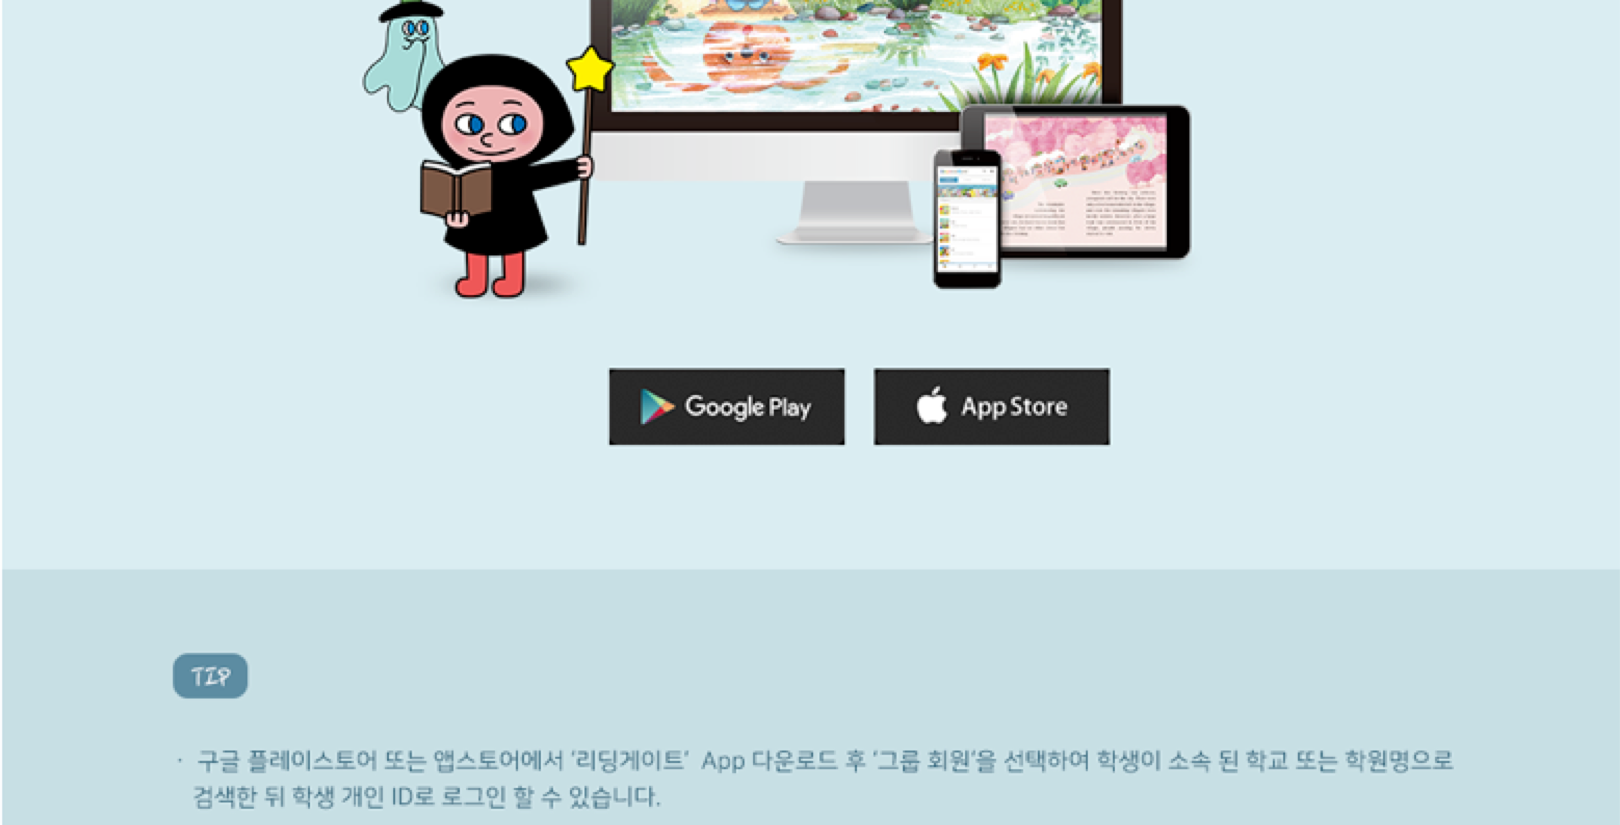 Google Play
App Store
TIP
· 구글 플레이스토어 또는 앱스토어에서 ‘리딩게이트’ App 다운로드 후 ‘그룹 회원’을 선택하여 학생이 소속 된 학교 또는 학원명으로
검색한 뒤 학생 개인 ID로 로그인 할 수 있습니다.